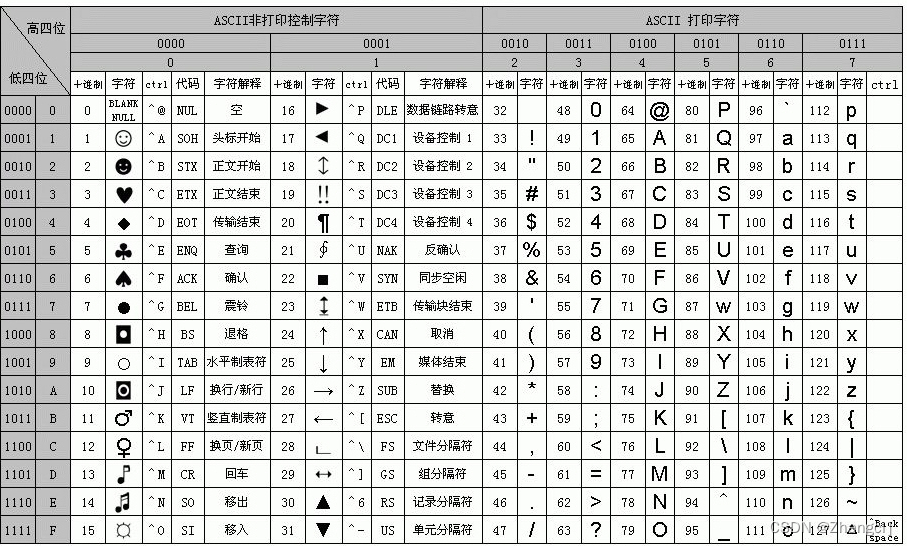 高四位 ASCII非打印控制字符 ASCII 打印字符
0000 0001 0010 0011 0100 0101 0110 0111
低四位 0 1 2 3 4 5 6 7
十进制 字符 ctrl 代码 字符解释 十进制 字符 ctrl 代码 字符解释 十进制 字符 十进制 字符 十进制 字符 十进制 字符 十进制 字符 十进制 字符 ctrl
0000 0 0 BLANK NULL ^@ NUL 空 16 ► ^P DLE 数据链路转意 32 48 0 64 @ 80 P 96 ` 112 p
0001 1 1 ☺ ^A SOH 头标开始 17 ◄ ^Q DC1 设备控制 1 33 ! 49 1 65 A 81 Q 97 a 113 q
0010 2 2 ☻ ^B STX 正文开始 18 ↕ ^R DC2 设备控制 2 34 " 50 2 66 B 82 R 98 b 114 r
0011 3 3 ♥ ^C ETX 正文结束 19 ‼ ^S DC3 设备控制 3 35 # 51 3 67 C 83 S 99 c 115 s
0100 4 4 ♦ ^D EOT 传输结束 20 ¶ ^T DC4 设备控制 4 36 $ 52 4 68 D 84 T 100 d 116 t
0101 5 5 ♣ ^E ENQ 查询 21 ∮ ^U NAK 反确认 37 % 53 5 69 E 85 U 101 e 117 u
0110 6 6 ♠ ^F ACK 确认 22 ■ ^V SYN 同步空闲 38 & 54 6 70 F 86 V 102 f 118 v
0111 7 7 ● ^G BEL 震铃 23 ↨ ^W ETB 传输块结束 39 ' 55 7 71 G 87 w 103 g 119 w
1000 8 8 ◘ ^H BS 退格 24 ↑ ^X CAN 取消 40 ( 56 8 72 H 88 X 104 h 120 x
1001 9 9 ○ ^I TAB 水平制表符 25 ↓ ^Y EM 媒体结束 41 ) 57 9 73 I 89 Y 105 i 121 y
1010 A 10 ◙ ^J LF 换行/新行 26 → ^Z SUB 替换 42 * 58 : 74 J 90 Z 106 j 122 z
1011 B 11 ♂ ^K VT 竖直制表符 27 ← ^[ ESC 转意 43 + 59 ; 75 K 91 [ 107 k 123 {
1100 C 12 ♀ ^L FF 换页/新页 28 ∟ ^\ FS 文件分隔符 44 , 60 < 76 L 92 \ 108 l 124 |
1101 D 13 ♪ ^M CR 回车 29 ↔ ^] GS 组分隔符 45 - 61 = 77 M 93 ] 109 m 125 }
1110 E 14 ♫ ^N SO 移出 30 ▲ ^6 RS 记录分隔符 46 . 62 > 78 N 94 ^ 110 n 126 ~
1111 F 15 ☼ ^O SI 移入 31 ▼ ^- US 单元分隔符 47 / 63 ? 79 O 95 _ 111 o 127 △ ^Back space